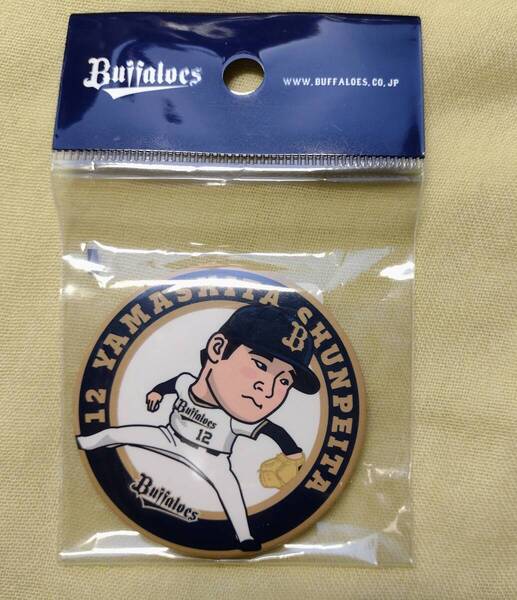 Buffaloes
WWW.BUFFALOES.CO.JP
12 YAMASHITA SHUNPEITA
B
Buffaloes
12
Buffaloes